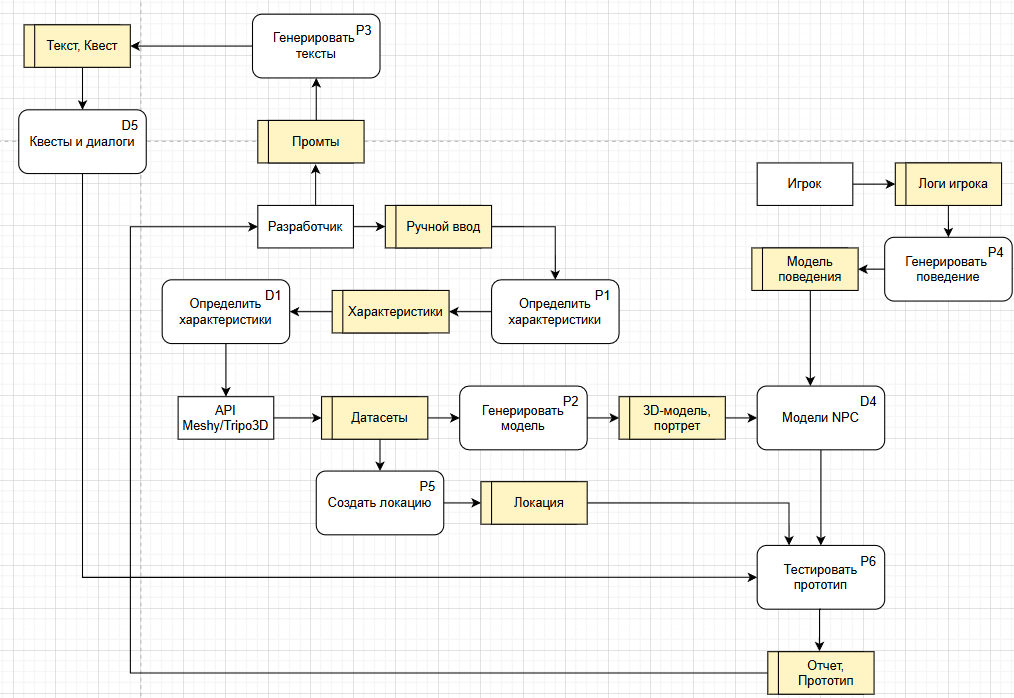 P3
Генерировать
тексты
Текст, Квест
D5
Квесты и диалоги
Промты
Игрок
Логи игрока
Разработчик
Ручной ввод
P4
Генерировать
поведение
Модель
поведения
D1
Определить
характеристики
Характеристики
P1
Определить
характеристики
API
Meshy/Tripo3D
Датасеты
P2
Генерировать
модель
3D-модель,
портрет
D4
Модели NPC
P5
Создать локацию
Локация
P6
Тестировать
прототип
Отчет,
Прототип